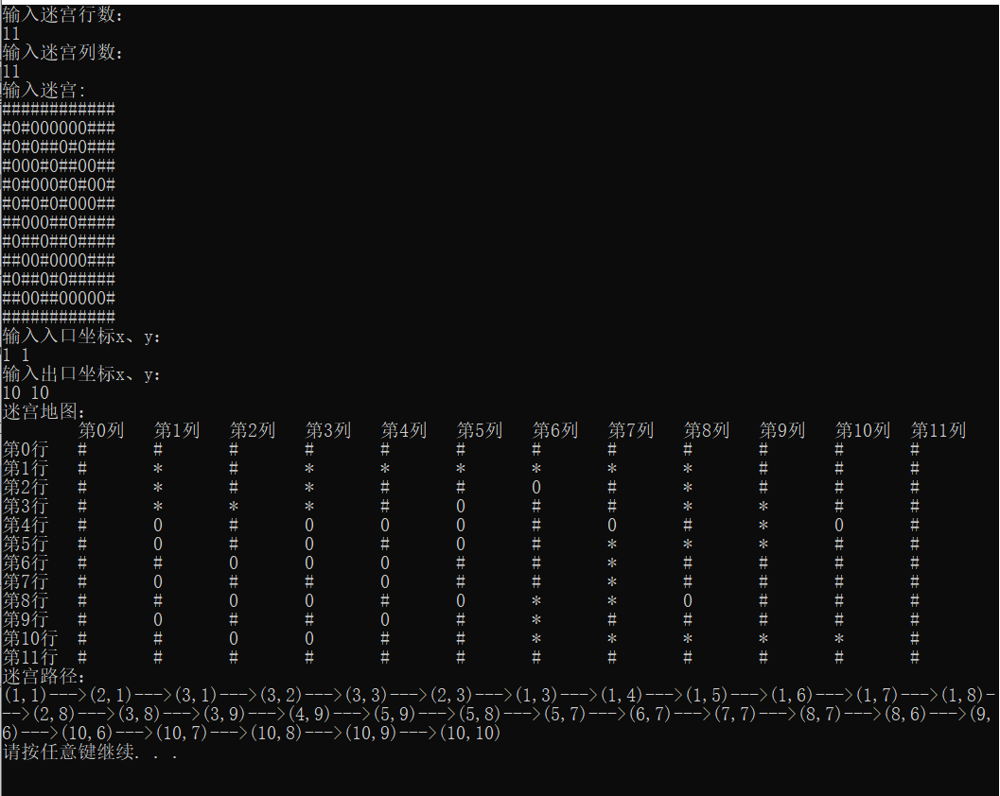 输入迷宫行数:
11
输入迷宫列数:
11
输入迷宫:
############
#0#000000###
#0#0##0#0###
#000#0##00##
#0#000#0#00#
#0#0#0#000##
##000##0####
#0##0##0####
##00#0000###
#0##0#0#####
##00##00000#
############
输入入口坐标x、y:
1 1
输入出口坐标x、y:
10 10
迷宫地图:
第0列 第1列 第2列 第3列 第4列 第5列 第6列 第7列 第8列 第9列 第10列 第11列
第0行 # # # # # # # # # # # #
第1行 # * # * * * * * * # # #
第2行 # * # * # # 0 # * # # #
第3行 # * * * # 0 # # * * # #
第4行 # 0 # 0 0 0 # 0 # * 0 #
第5行 # 0 # 0 # 0 # * * * # #
第6行 # # 0 0 0 # # * # # # #
第7行 # 0 # # 0 # # * # # # #
第8行 # # 0 0 # 0 * * 0 # # #
第9行 # 0 # # 0 # * # # # # #
第10行 # # 0 0 # # * * * * * #
第11行 # # # # # # # # # # # #
迷宫路径:
(1,1)--->(2,1)--->(3,1)--->(3,2)--->(3,3)--->(2,3)--->(1,3)--->(1,4)--->(1,5)--->(1,6)--->(1,7)--->(1,8)-
-->(2,8)--->(3,8)--->(3,9)--->(4,9)--->(5,9)--->(5,8)--->(5,7)--->(6,7)--->(7,7)--->(8,7)--->(8,6)--->(9,
6)--->(10,6)--->(10,7)--->(10,8)--->(10,9)--->(10,10)
请按任意键继续. . .